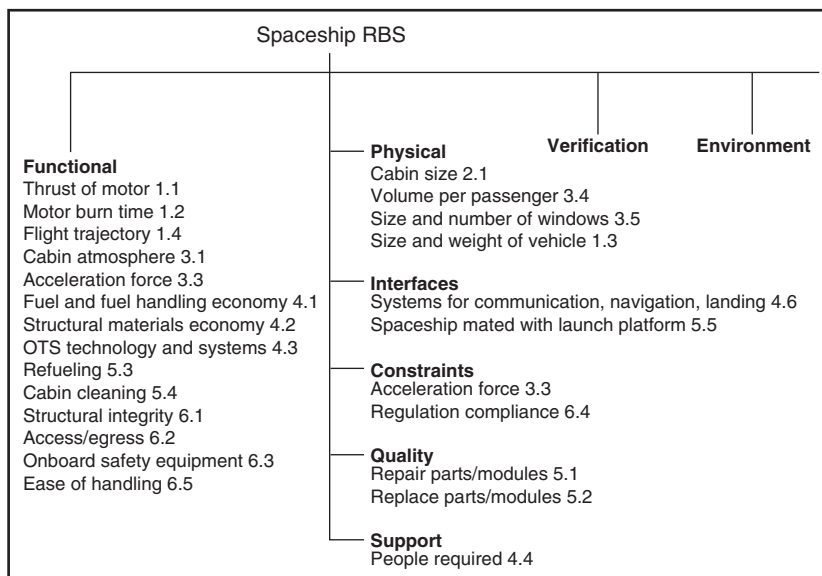 Spaceship RBS
Functional
Thrust of motor 1.1
Motor burn time 1.2
Flight trajectory 1.4
Cabin atmosphere 3.1
Acceleration force 3.3
Fuel and fuel handling economy 4.1
Structural materials economy 4.2
OTS technology and systems 4.3
Refueling 5.3
Cabin cleaning 5.4
Structural integrity 6.1
Access/egress 6.2
Onboard safety equipment 6.3
Ease of handling 6.5
Physical
Cabin size 2.1
Volume per passenger 3.4
Size and number of windows 3.5
Size and weight of vehicle 1.3
Interfaces
Systems for communication, navigation, landing 4.6
Spaceship mated with launch platform 5.5
Constraints
Acceleration force 3.3
Regulation compliance 6.4
Quality
Repair parts/modules 5.1
Replace parts/modules 5.2
Support
People required 4.4
Verification
Environment